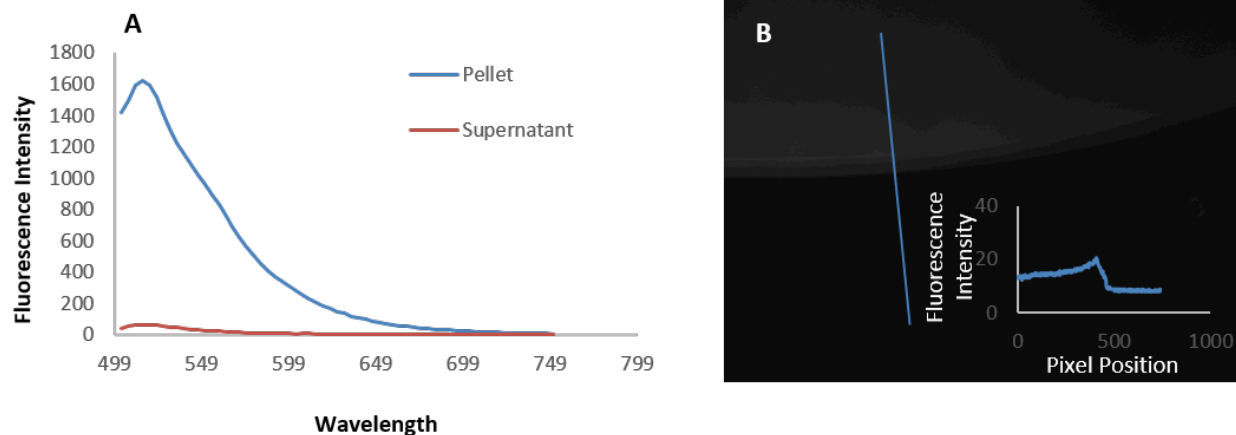 A
1800
1600
1400
1200
1000
800
600
400
200
0
Fluorescence Intensity
Pellet
Supernatant
499 549 599 649 699 749 799
Wavelength
B
40
20
0
Fluorescence
Intensity
0 500 1000
Pixel Position